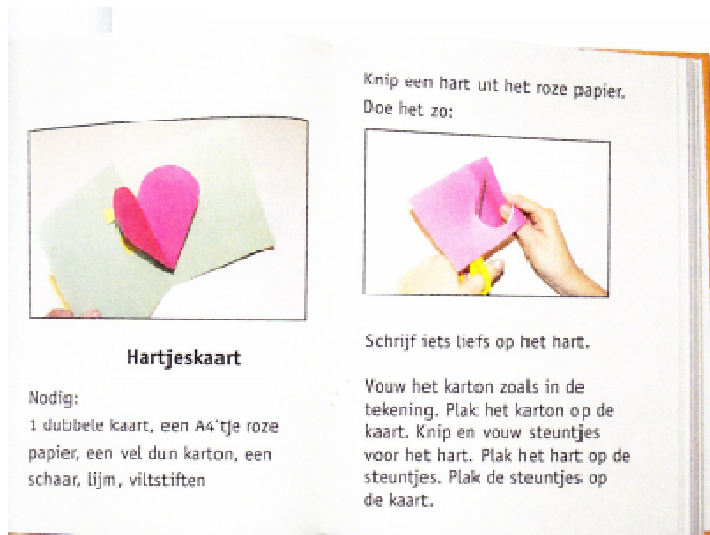 Hartjeskaart
Nodig:
1 dubbele kaart, een A4'tje roze
papier, een vel dun karton, een
schaar, lijm, viltstiften
Knip een hart uit het roze papier.
Doe het zo:
Schrijf iets liefs op het hart.
Vouw het karton zoals in de
tekening. Plak het karton op de
kaart. Knip en vouw steuntjes
voor het hart. Plak het hart op de
steuntjes. Plak de steuntjes op
de kaart.